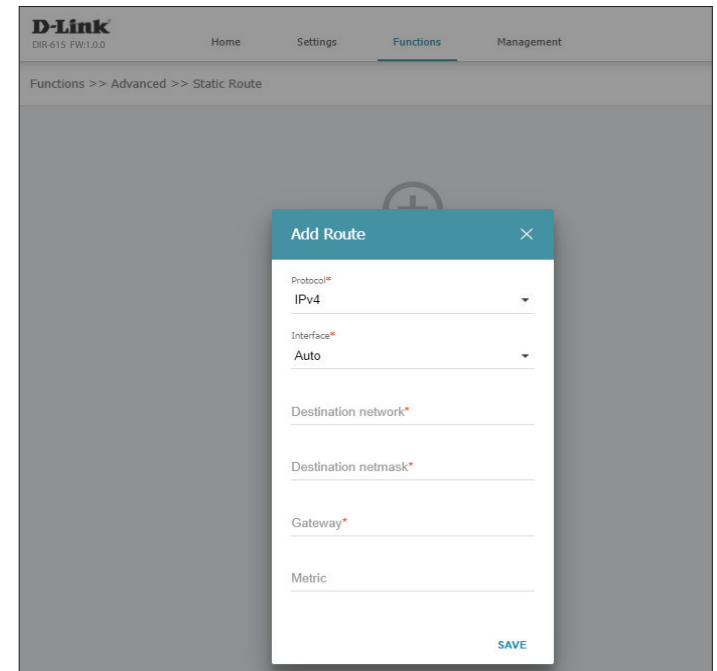 D-Link
DIR-615 FW:1.0.0
Home Settings Functions Management
Functions >> Advanced >> Static Route
Add Route
Protocol*
IPv4
Interface*
Auto
Destination network*
Destination netmask*
Gateway*
Metric
SAVE